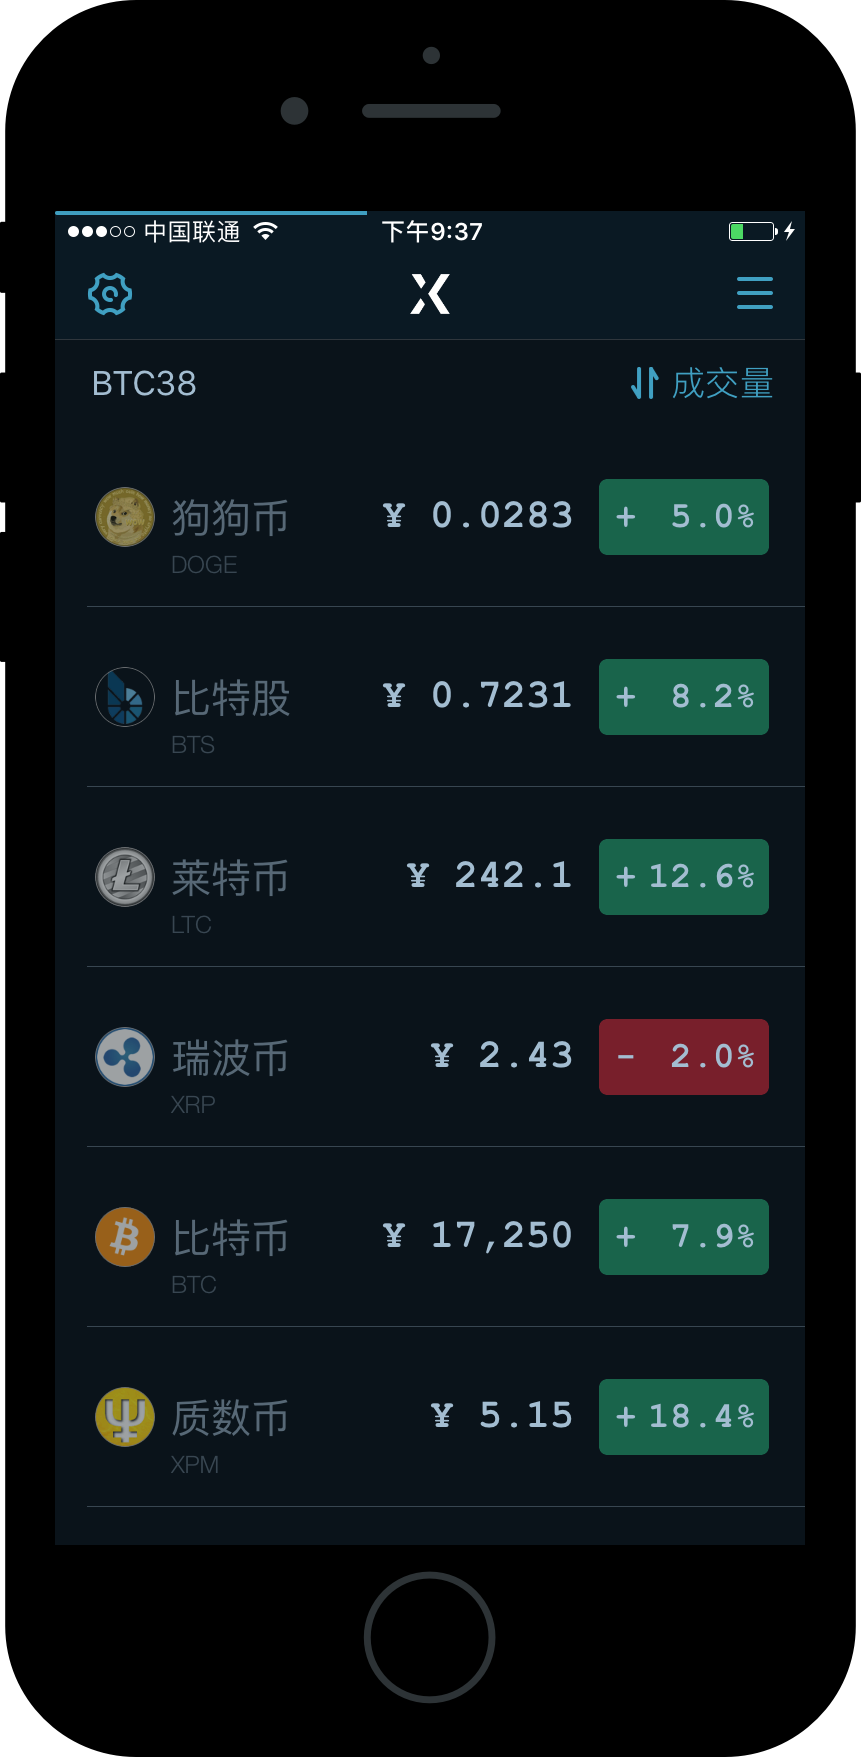 中国联通 下午9:37
X
BTC38 成交量
狗狗币 ¥ 0.0283 + 5.0%
DOGE
比特股 ¥ 0.7231 + 8.2%
BTS
莱特币 ¥ 242.1 +12.6%
LTC
瑞波币 ¥ 2.43 - 2.0%
XRP
比特币 ¥ 17,250 + 7.9%
BTC
质数币 ¥ 5.15 +18.4%
XPM